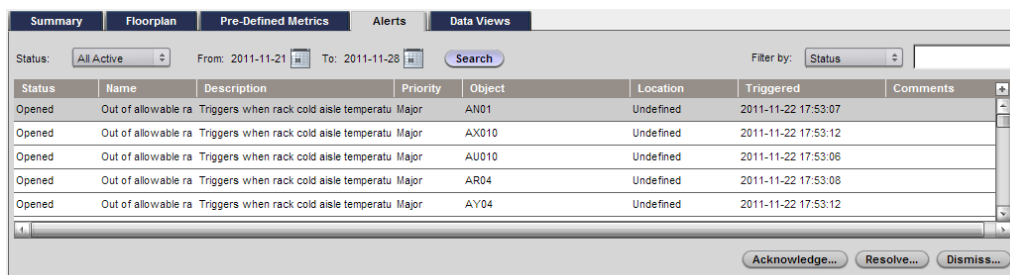 Summary Floorplan Pre-Defined Metrics Alerts Data Views
Status: All Active From: 2011-11-21 To: 2011-11-28 Search Filter by: Status
Status Name Description Priority Object Location Triggered Comments
Opened Out of allowable ra Triggers when rack cold aisle temperatu Major AN01 Undefined 2011-11-22 17:53:07
Opened Out of allowable ra Triggers when rack cold aisle temperatu Major AX010 Undefined 2011-11-22 17:53:12
Opened Out of allowable ra Triggers when rack cold aisle temperatu Major AU010 Undefined 2011-11-22 17:53:06
Opened Out of allowable ra Triggers when rack cold aisle temperatu Major AR04 Undefined 2011-11-22 17:53:08
Opened Out of allowable ra Triggers when rack cold aisle temperatu Major AY04 Undefined 2011-11-22 17:53:12
Acknowledge... Resolve... Dismiss...